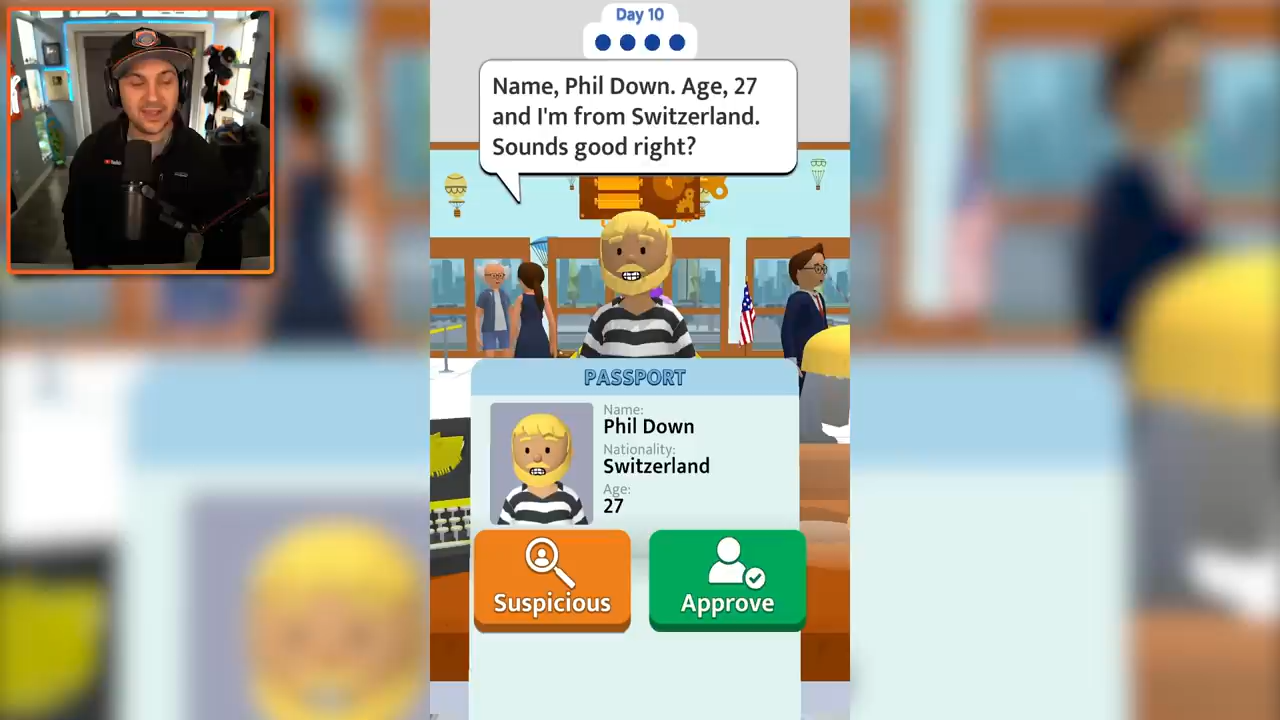 Day 10
Name, Phil Down. Age, 27
and I'm from Switzerland.
Sounds good right?
PASSPORT
Name:
Phil Down
Nationality:
Switzerland
Age:
27
Suspicious
Approve